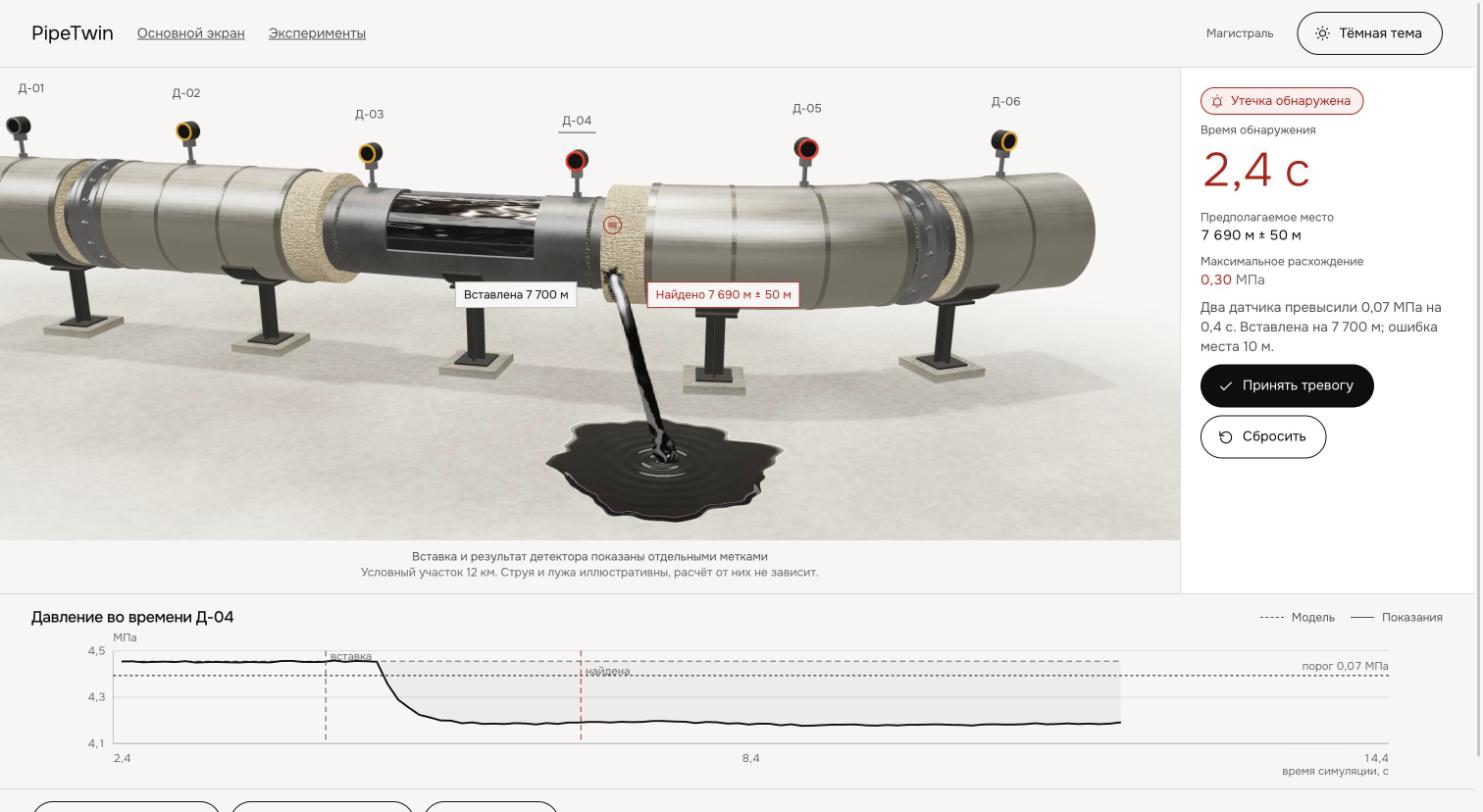 PipeTwin Основной экран Эксперименты Магистраль Тёмная тема
Д-01
Д-02
Д-03
Д-04
Д-05
Д-06
Вставлена 7 700 м
Найдено 7 690 м ± 50 м
Вставка и результат детектора показаны отдельными метками
Условный участок 12 км. Струя и лужа иллюстративны, расчёт от них не зависит.
Утечка обнаружена
Время обнаружения
2,4 с
Предполагаемое место
7 690 м ± 50 м
Максимальное расхождение
0,30 МПа
Два датчика превысили 0,07 МПа на
0,4 с. Вставлена на 7 700 м; ошибка
места 10 м.
Принять тревогу
Сбросить
Давление во времени Д-04
Модель Показания
МПа
4,5
4,3
4,1
вставка
найдена
порог 0,07 МПа
2,4 8,4 14,4
время симуляции, с